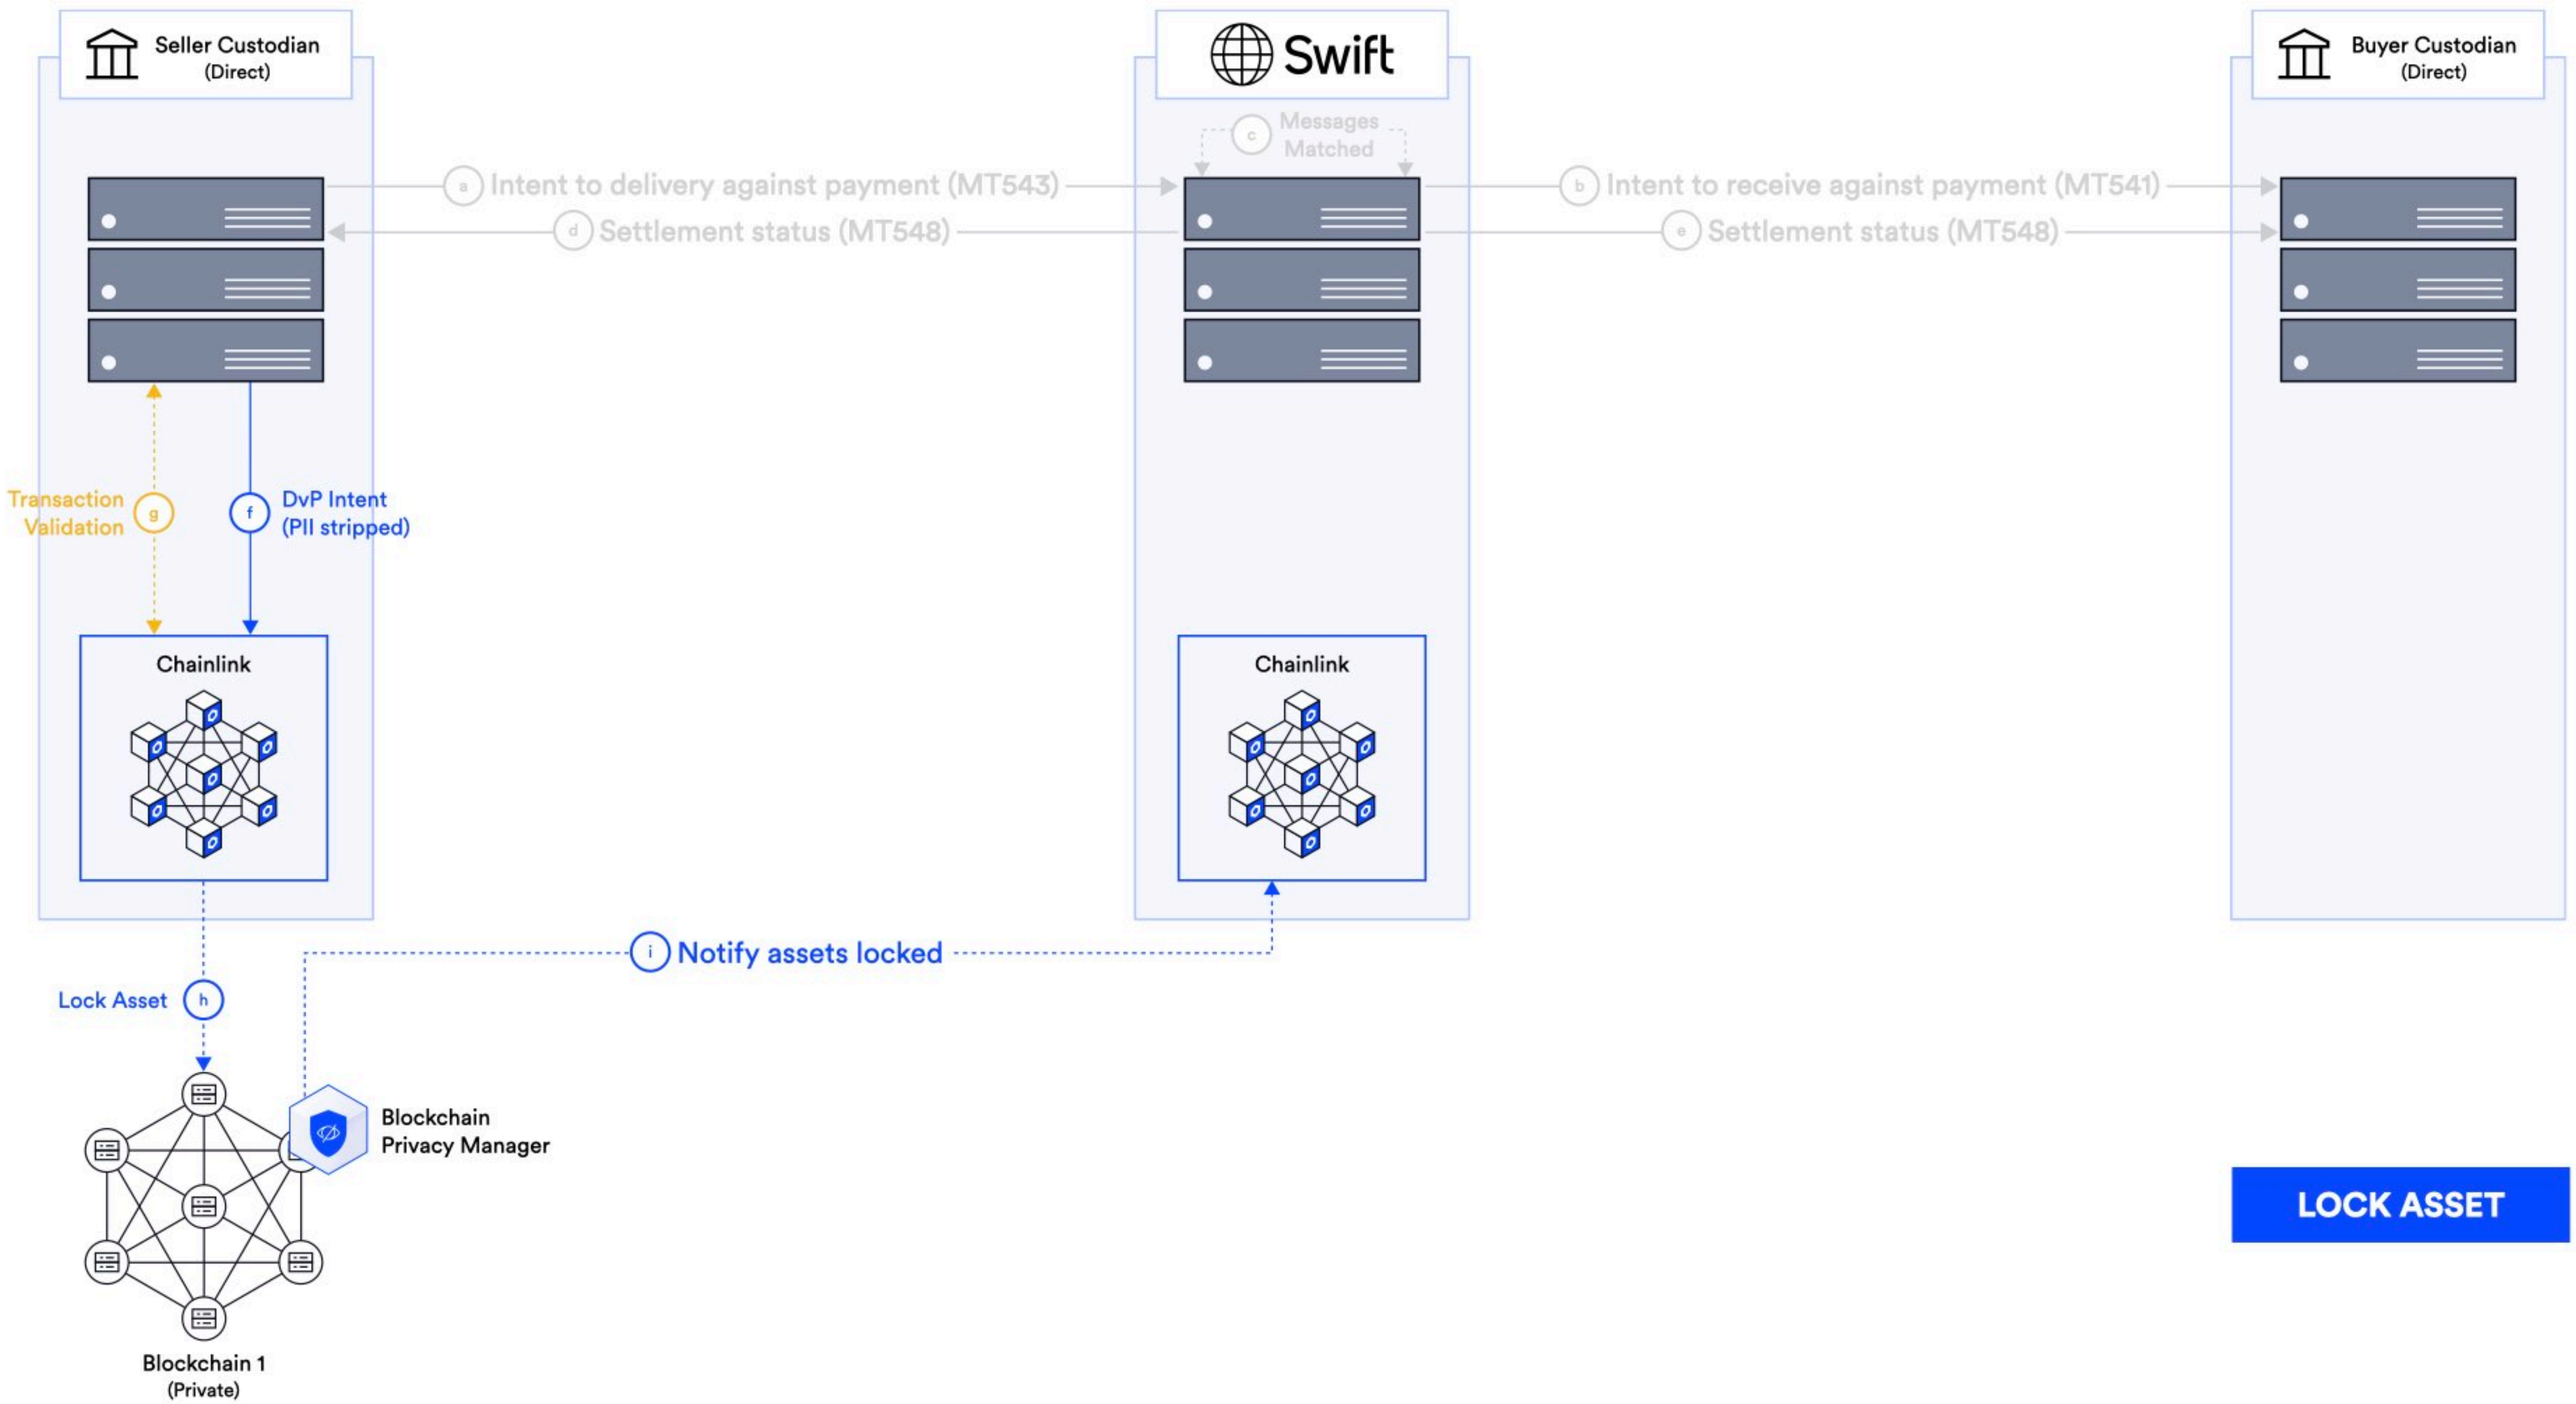 Seller Custodian
(Direct)
Swift
Buyer Custodian
(Direct)
c
Messages
Matched
a
Intent to delivery against payment (MT543)
b
Intent to receive against payment (MT541)
d
Settlement status (MT548)
e
Settlement status (MT548)
Transaction
Validation
g
f
DvP Intent
(PII stripped)
Chainlink
Chainlink
i
Notify assets locked
Lock Asset
h
Blockchain
Privacy Manager
LOCK ASSET
Blockchain 1
(Private)